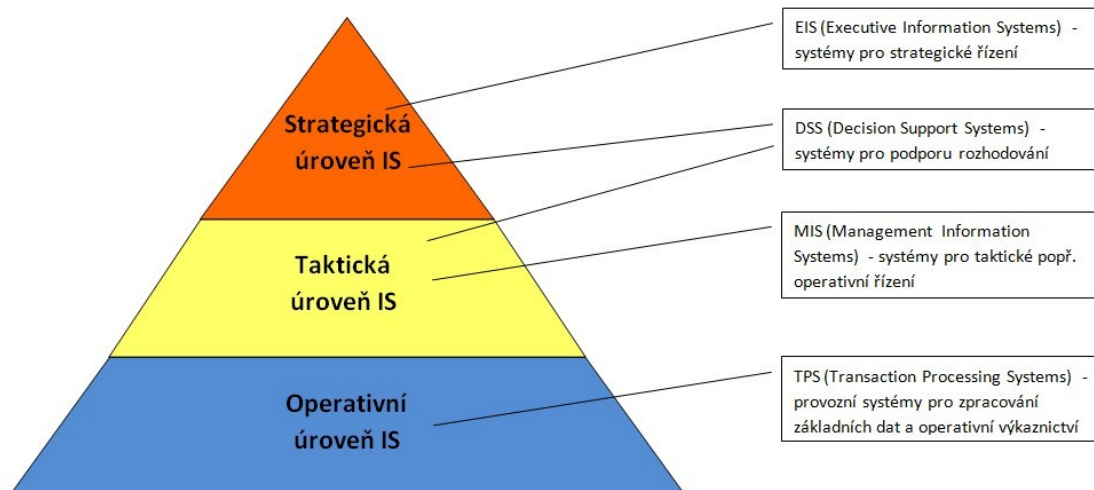 Strategická
úroveň IS
Taktická
úroveň IS
Operativní
úroveň IS
EIS (Executive Information Systems) -
systémy pro strategické řízení
DSS (Decision Support Systems) -
systémy pro podporu rozhodování
MIS (Management Information
Systems) - systémy pro taktické popř.
operativní řízení
TPS (Transaction Processing Systems) -
provozní systémy pro zpracování
základních dat a operativní výkaznictví